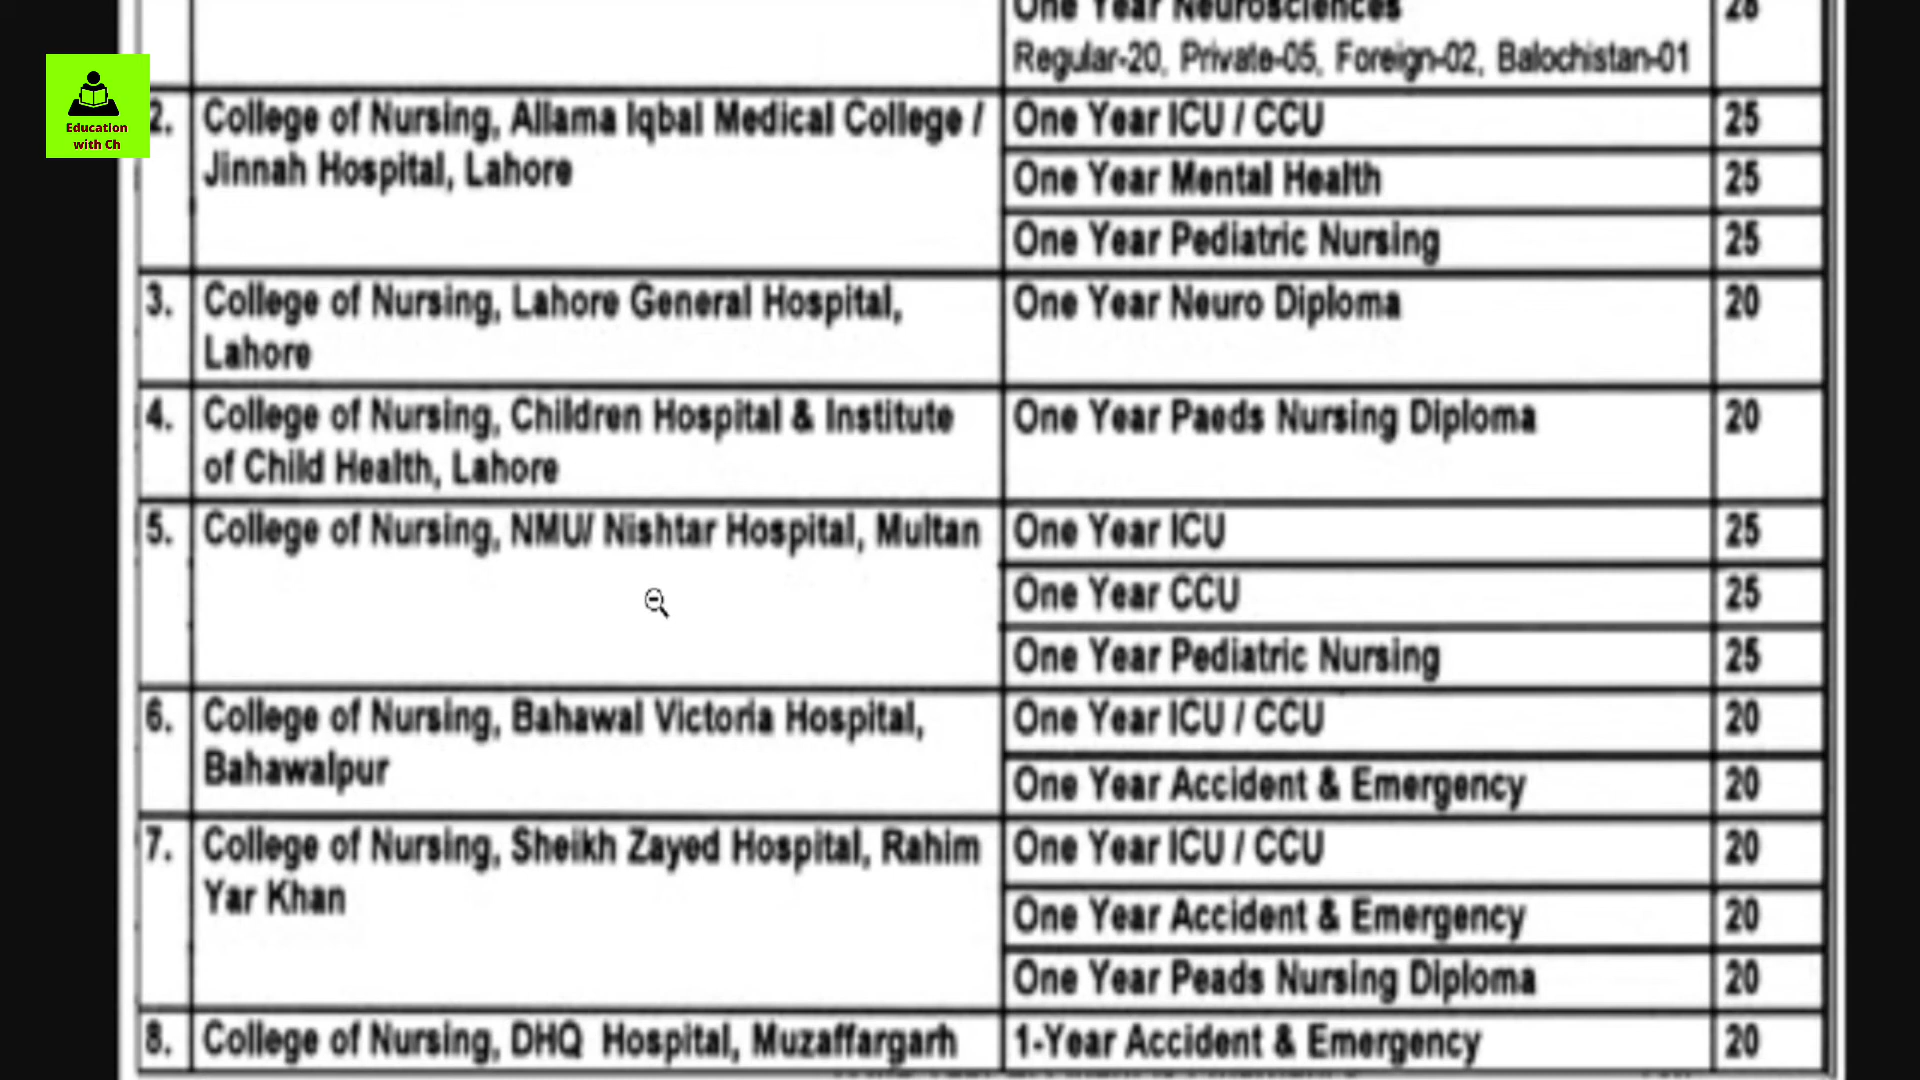 One Year Neurosciences
28
Regular-20, Private-05, Foreign-02, Balochistan-01
Education
with Ch
2.
College of Nursing, Allama Iqbal Medical College /
Jinnah Hospital, Lahore
One Year ICU / CCU
25
One Year Mental Health
25
One Year Pediatric Nursing
25
3.
College of Nursing, Lahore General Hospital,
Lahore
One Year Neuro Diploma
20
4.
College of Nursing, Children Hospital & Institute
of Child Health, Lahore
One Year Paeds Nursing Diploma
20
5.
College of Nursing, NMU/ Nishtar Hospital, Multan
One Year ICU
25
One Year CCU
25
One Year Pediatric Nursing
25
6.
College of Nursing, Bahawal Victoria Hospital,
Bahawalpur
One Year ICU / CCU
20
One Year Accident & Emergency
20
7.
College of Nursing, Sheikh Zayed Hospital, Rahim
Yar Khan
One Year ICU / CCU
20
One Year Accident & Emergency
20
One Year Peads Nursing Diploma
20
8.
College of Nursing, DHQ Hospital, Muzaffargarh
1-Year Accident & Emergency
20